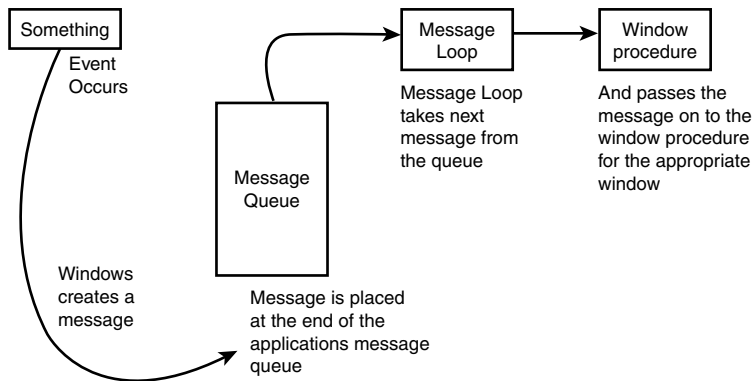 Something
Event
Occurs
Windows
creates a
message
Message
Queue
Message is placed
at the end of the
applications message
queue
Message
Loop
Message Loop
takes next
message from
the queue
Window
procedure
And passes the
message on to the
window procedure
for the appropriate
window